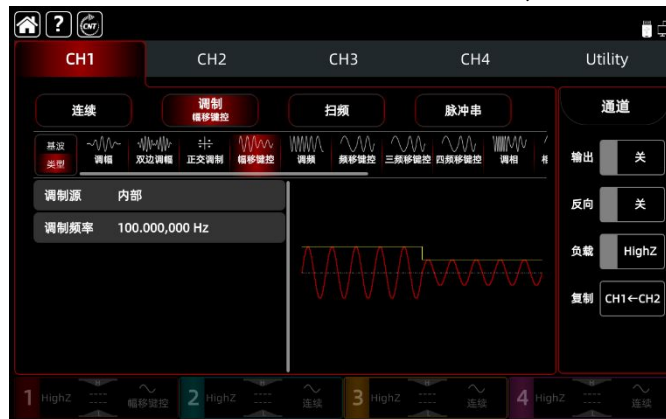 ?
CNT
CH1 CH2 CH3 CH4 Utility
连续 调制 扫频 脉冲串 通道
幅移键控
基波
类型 调幅 双边调幅 正交调制 幅移键控 调频 频移键控 三频移键控 四频移键控 调相
输出 关
调制源 内部
反向 关
调制频率 100.000,000 Hz
负载 HighZ
复制 CH1←CH2
1 HighZ 幅移键控 2 HighZ 连续 3 HighZ 连续 4 HighZ 连续